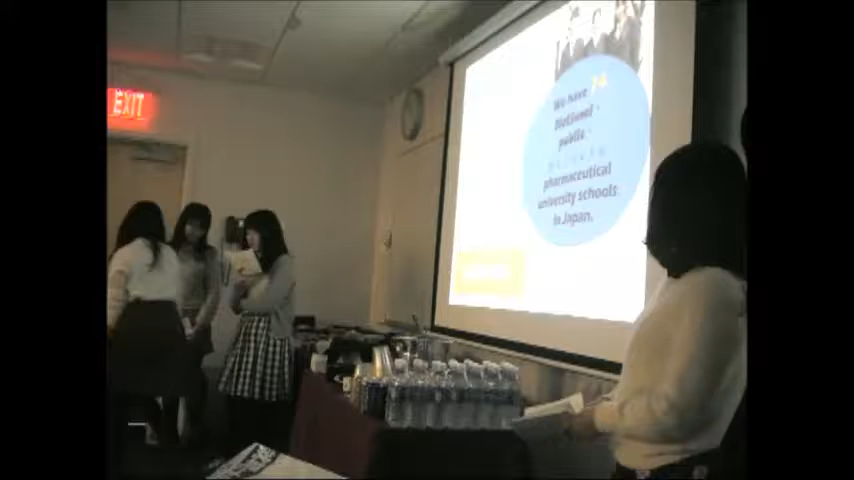 EXIT
We have 74
National ·
public ·
pharmaceutical
university schools
in Japan.